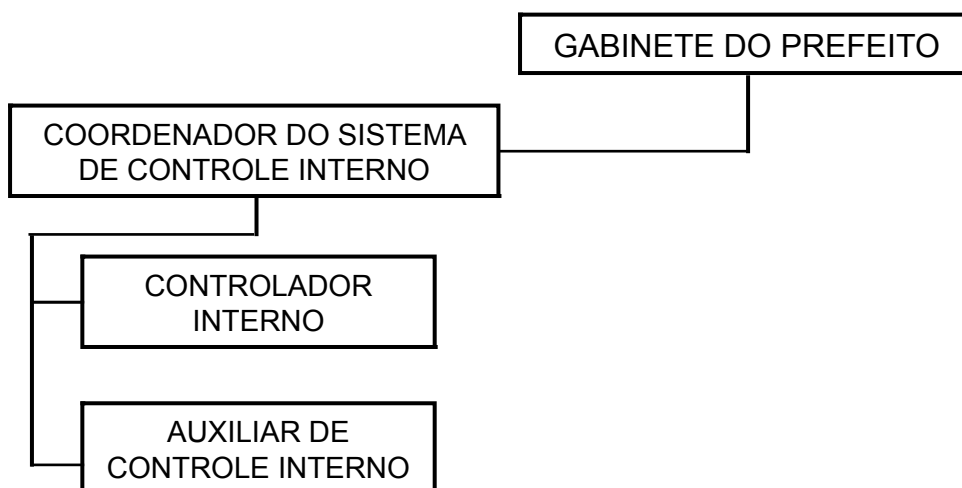 GABINETE DO PREFEITO
COORDENADOR DO SISTEMA
DE CONTROLE INTERNO
CONTROLADOR
INTERNO
AUXILIAR DE
CONTROLE INTERNO